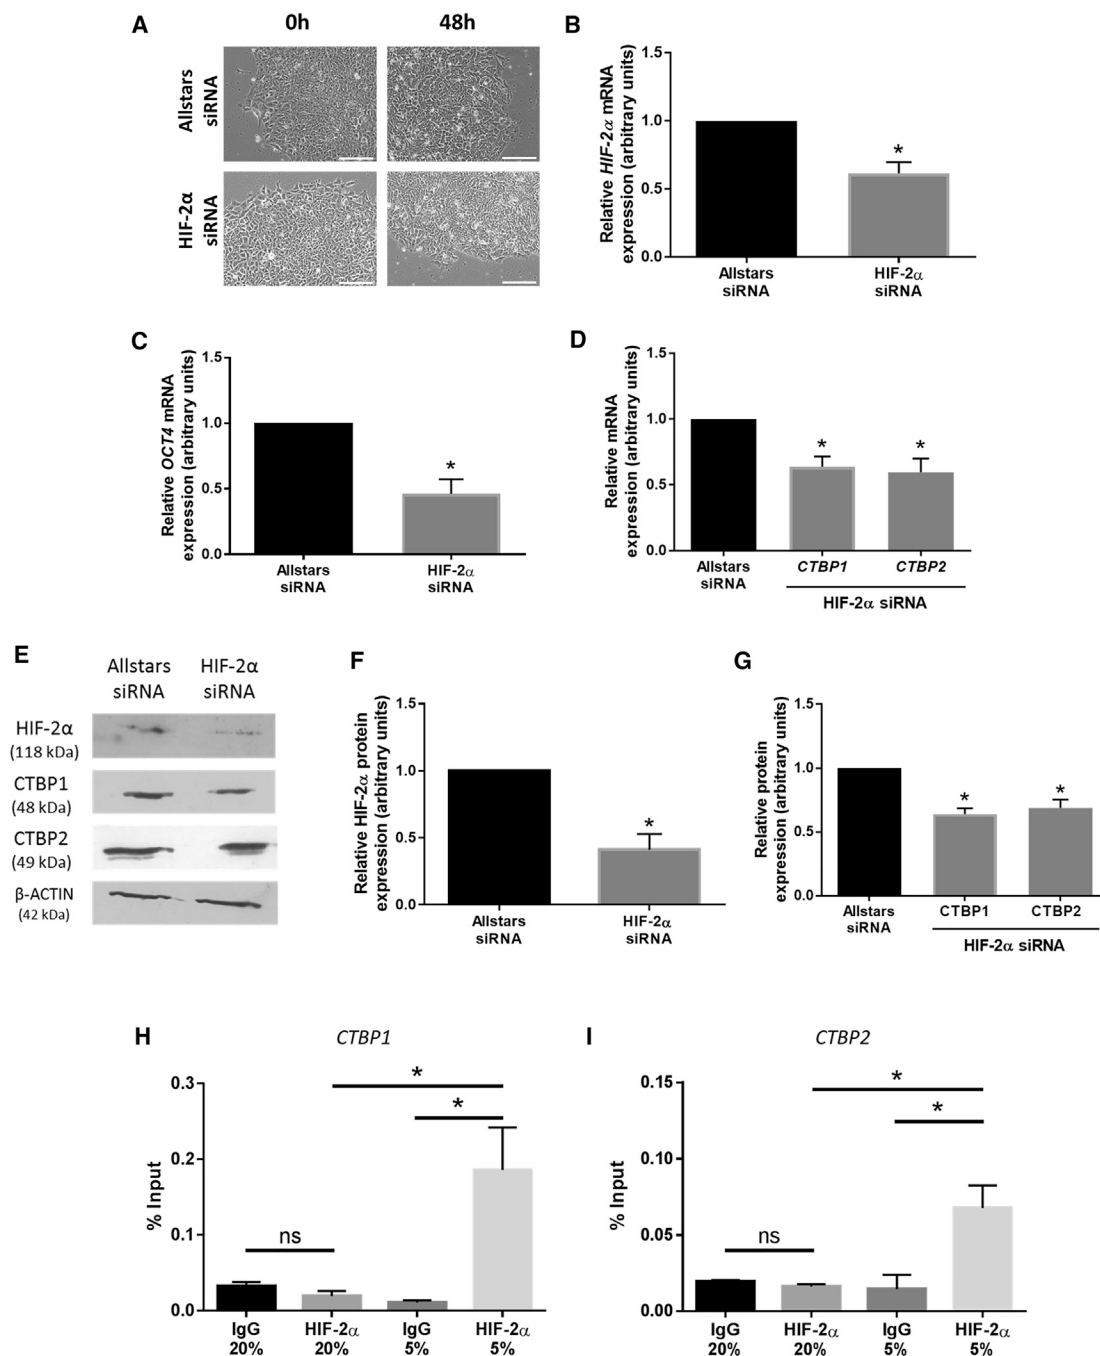 A
0h
48h
Allstars
siRNA
HIF-2α
siRNA
B
Relative HIF-2α mRNA
expression (arbitrary units)
1.5
1.0
0.5
0.0
*
Allstars
siRNA
HIF-2α
siRNA
C
Relative OCT4 mRNA
expression (arbitrary units)
1.5
1.0
0.5
0.0
*
Allstars
siRNA
HIF-2α
siRNA
D
Relative mRNA
expression (arbitrary units)
1.5
1.0
0.5
0.0
* *
Allstars
siRNA
CTBP1 CTBP2
HIF-2α siRNA
E
Allstars
siRNA
HIF-2α
siRNA
HIF-2α
(118 kDa)
CTBP1
(48 kDa)
CTBP2
(49 kDa)
β-ACTIN
(42 kDa)
F
Relative HIF-2α protein
expression (arbitrary units)
1.5
1.0
0.5
0.0
*
Allstars
siRNA
HIF-2α
siRNA
G
Relative protein
expression (arbitrary units)
1.5
1.0
0.5
0.0
* *
Allstars
siRNA
CTBP1 CTBP2
HIF-2α siRNA
H
CTBP1
% Input
0.3
0.2
0.1
0.0
*
*
ns
IgG HIF-2α IgG HIF-2α
20% 20% 5% 5%
I
CTBP2
% Input
0.15
0.10
0.05
0.00
*
*
ns
IgG HIF-2α IgG HIF-2α
20% 20% 5% 5%